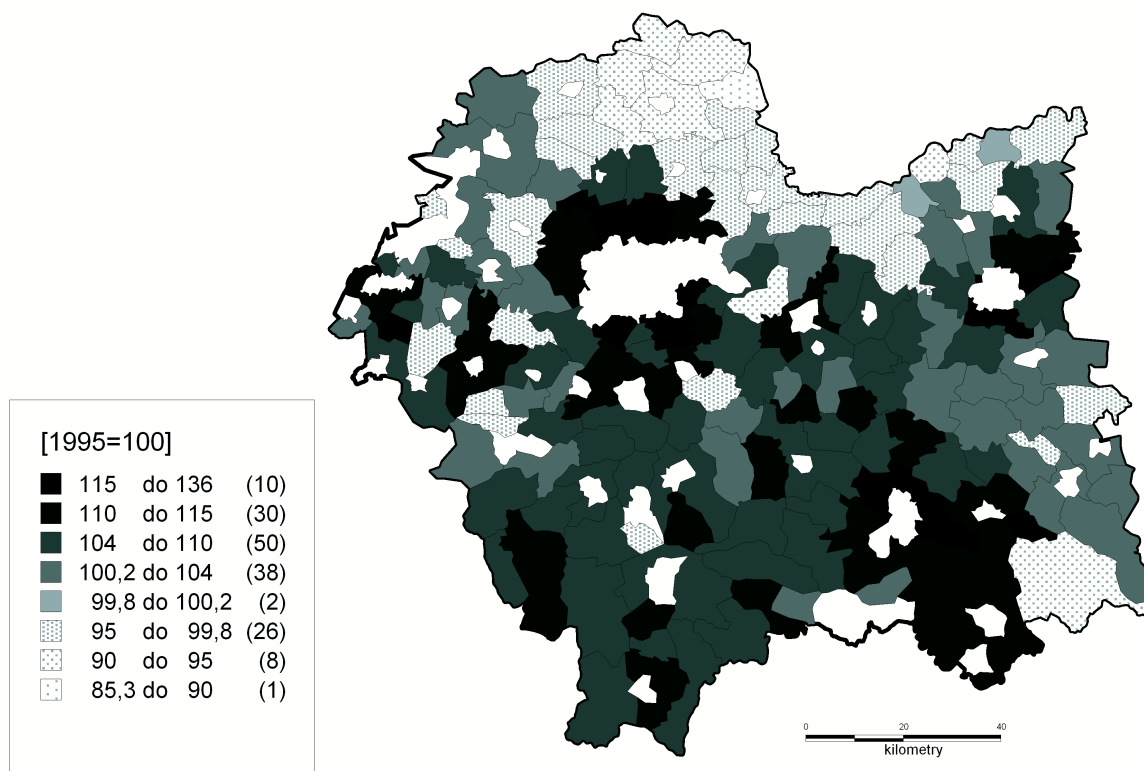 [1995=100]
115 do 136 (10)
110 do 115 (30)
104 do 110 (50)
100,2 do 104 (38)
99,8 do 100,2 (2)
95 do 99,8 (26)
90 do 95 (8)
85,3 do 90 (1)
0 20 40
kilometry